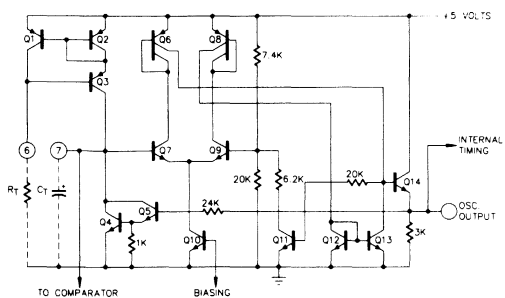 +5 VOLTS
Q1
Q2
Q6
Q8
7.4K
Q3
INTERNAL
TIMING
6
7
Q7
Q9
20K
6.2K
20K
Q14
RT
CT
+
24K
OSC.
OUTPUT
Q4
Q5
1K
Q10
Q11
Q12
Q13
3K
TO COMPARATOR
BIASING